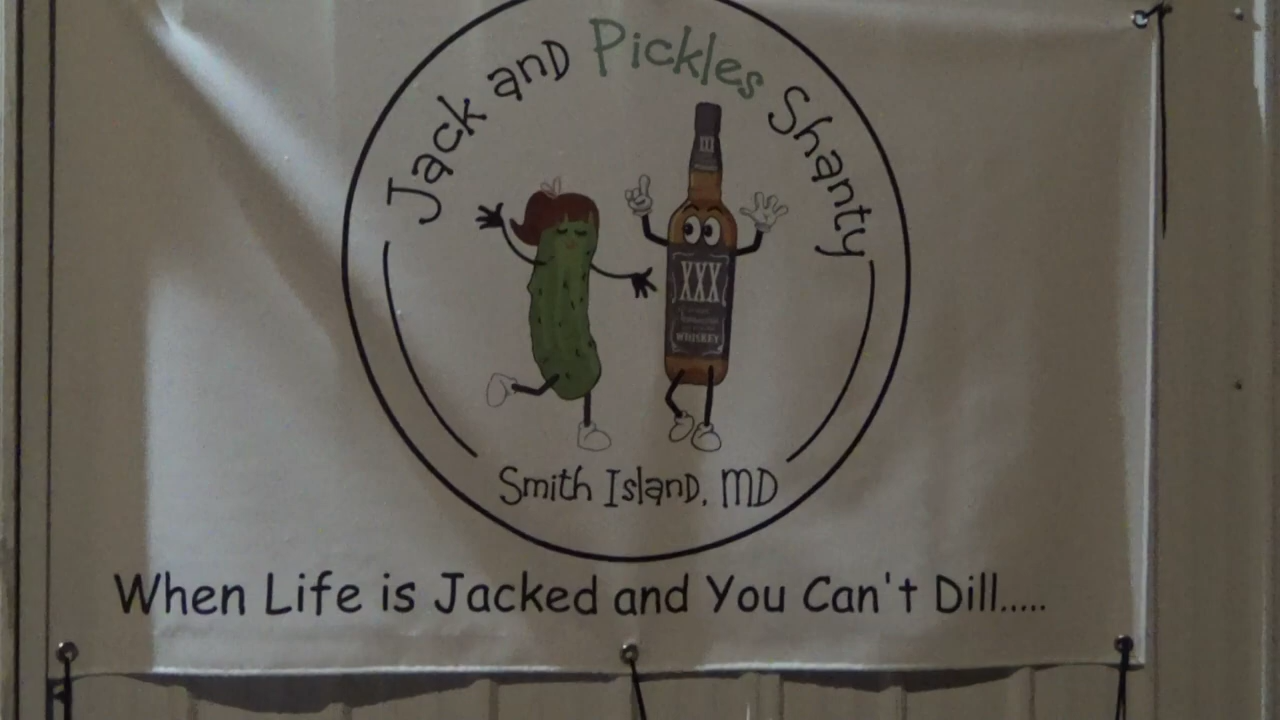 Jack and Pickles Shanty
XXX
WHISKEY
Smith Island, MD
When Life is Jacked and You Can't Dill.....